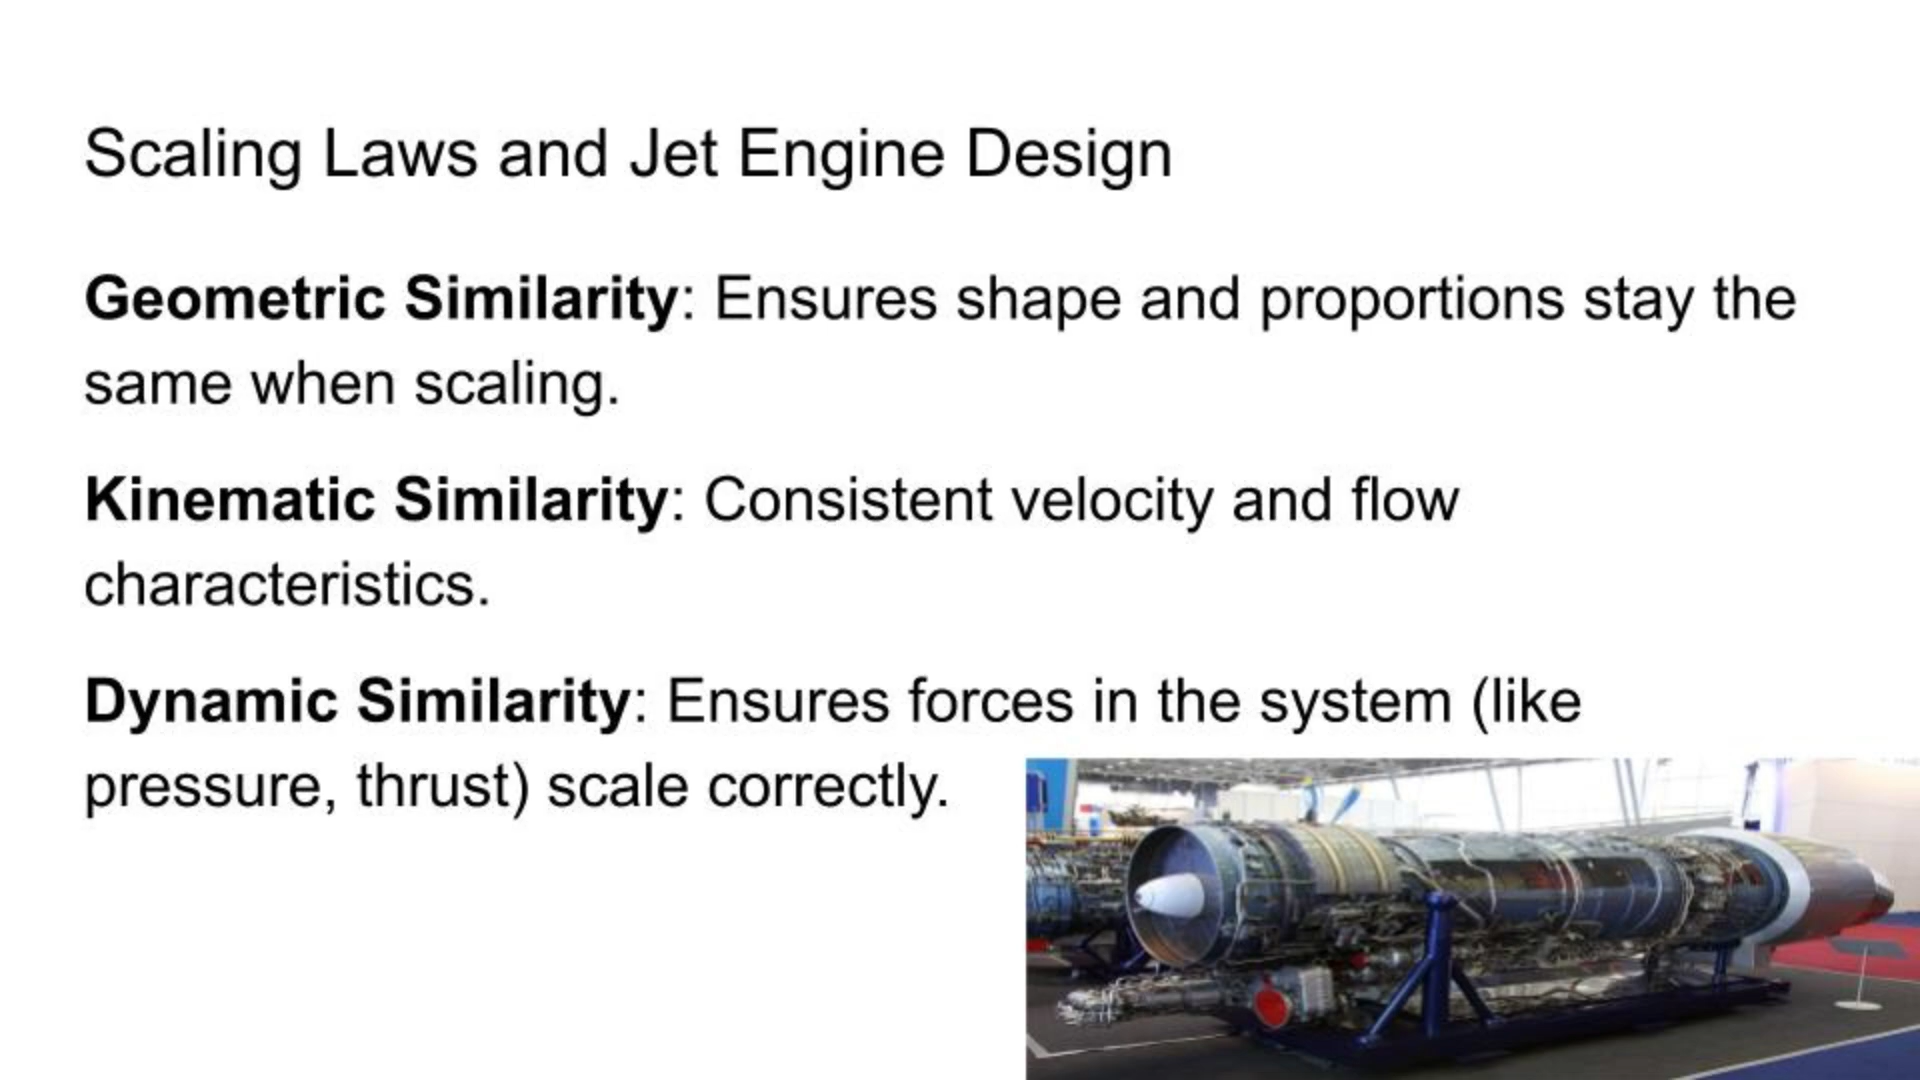 Scaling Laws and Jet Engine Design
Geometric Similarity: Ensures shape and proportions stay the
same when scaling.
Kinematic Similarity: Consistent velocity and flow
characteristics.
Dynamic Similarity: Ensures forces in the system (like
pressure, thrust) scale correctly.